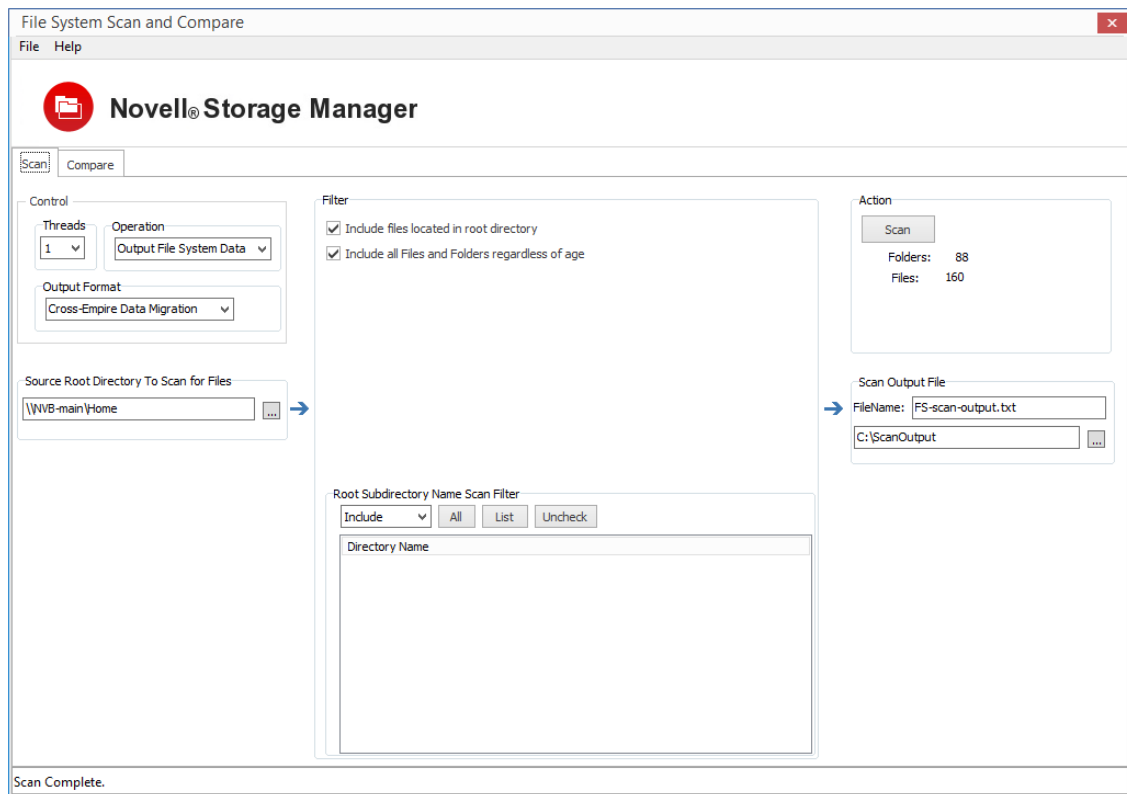 File System Scan and Compare
File Help
Novell® Storage Manager
Scan Compare
Control
Threads Operation
1 Output File System Data
Output Format
Cross-Empire Data Migration
Source Root Directory To Scan for Files
\\NVB-main\Home ...
Filter
Include files located in root directory
Include all Files and Folders regardless of age
Root Subdirectory Name Scan Filter
Include All List Uncheck
Directory Name
Action
Scan
Folders: 88
Files: 160
Scan Output File
FileName: FS-scan-output.txt
C:\ScanOutput ...
Scan Complete.